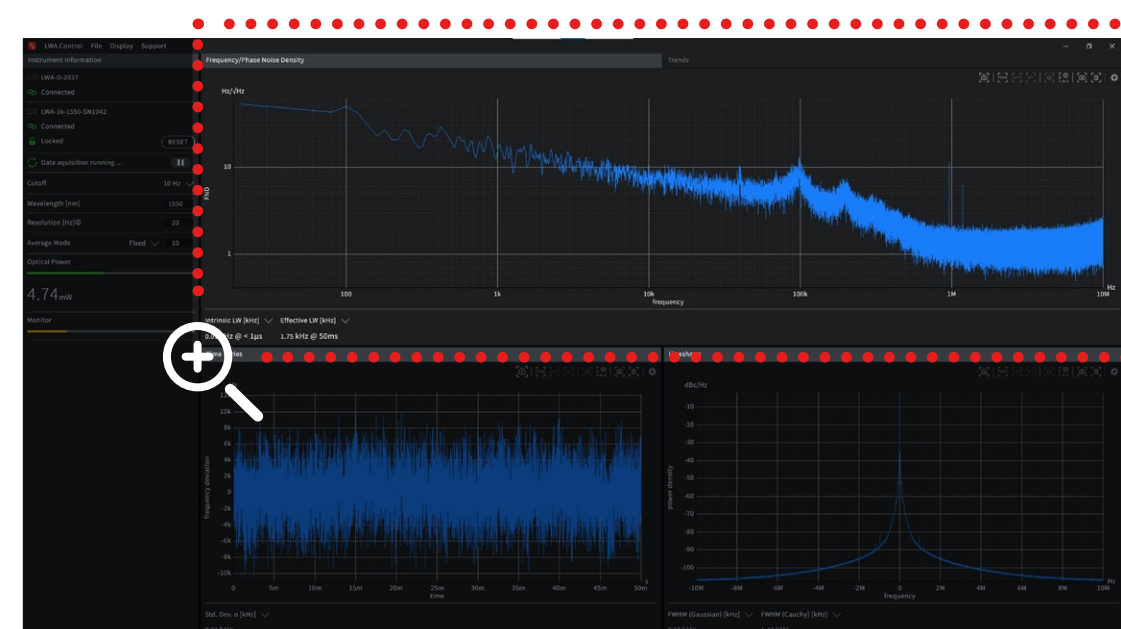 LWA Control File Display Support
Instrument Information
LWA-D-2037
Connected
LWA-1k-1550-SN1042
Connected
Locked
RESET
Data aquisition running ...
Cutoff 10 Hz
Wavelength [nm] 1550
Resolution [Hz] 20
Average Mode Fixed 10
Optical Power
4.74 mW
Monitor
Frequency/Phase Noise Density
Trends
Hz/√Hz
10
1
FND
100 1k 10k 100k 1M 10M
Hz
frequency
Intrinsic LW [kHz] Effective LW [kHz]
@ < 1μs 1.75 kHz @ 50ms
10k
8k
6k
4k
2k
0
-2k
-4k
-6k
-8k
-10k
frequency deviation
0 5m 10m 15m 20m 25m 30m 35m 40m 45m 50m
s
time
Std. Dev. σ [kHz]
dBc/Hz
-10
-20
-30
-40
-50
-60
-70
-80
-90
-100
power density
-10M -8M -6M -4M -2M 0 2M 4M 6M 8M 10M
Hz
frequency
FWHM (Gaussian) [kHz] FWHM (Cauchy) [kHz]